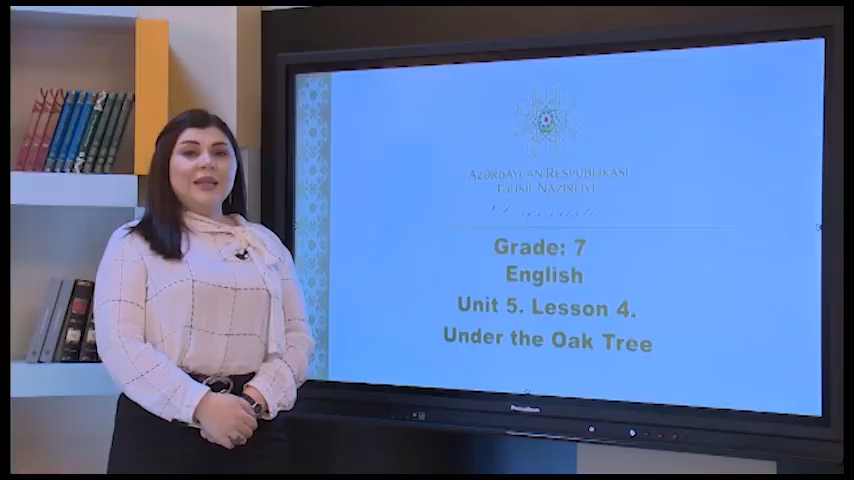 AZƏRBAYCAN RESPUBLİKASI
TƏHSİL NAZİRLİYİ
Grade: 7
English
Unit 5. Lesson 4.
Under the Oak Tree